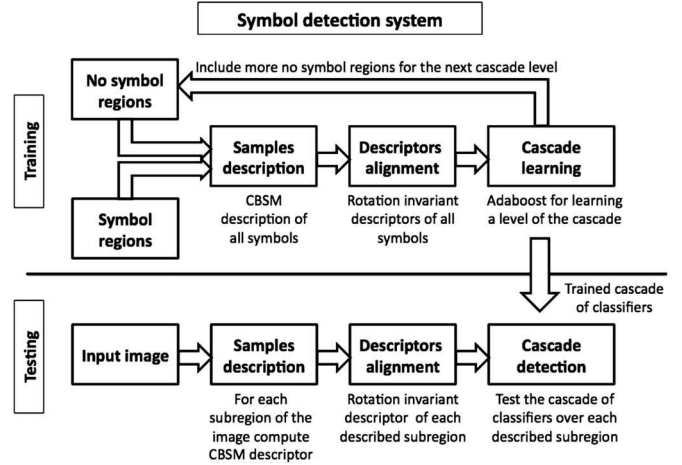 Symbol detection system
Training
No symbol
regions
Include more no symbol regions for the next cascade level
Samples
description
Descriptors
alignment
Cascade
learning
Symbol
regions
CBSM
description of
all symbols
Rotation invariant
descriptors of all
symbols
Adaboost for learning
a level of the cascade
Trained cascade
of classifiers
Testing
Input image
Samples
description
Descriptors
alignment
Cascade
detection
For each
subregion of the
image compute
CBSM descriptor
Rotation invariant
descriptor of each
described subregion
Test the cascade of
classifiers over each
described subregion